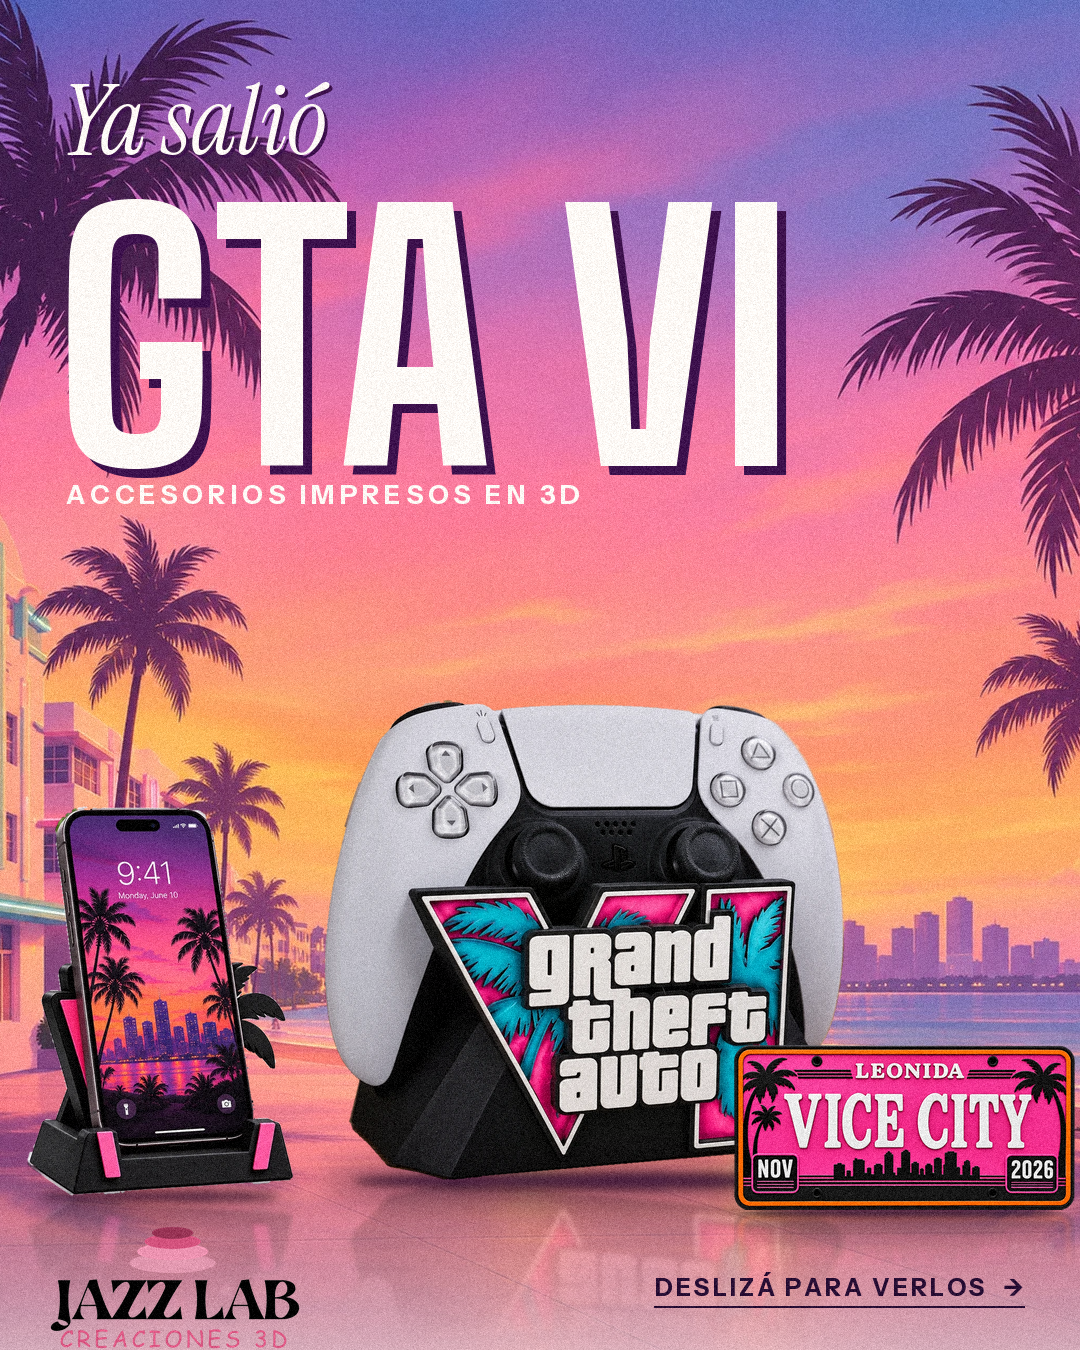 Ya salió
GTA VI
ACCESORIOS IMPRESOS EN 3D
9:41
Monday, June 10
grand
theft
auto
LEONIDA
VICE CITY
NOV
2026
JAZZ LAB
CREACIONES 3D
DESLIZÁ PARA VERLOS →